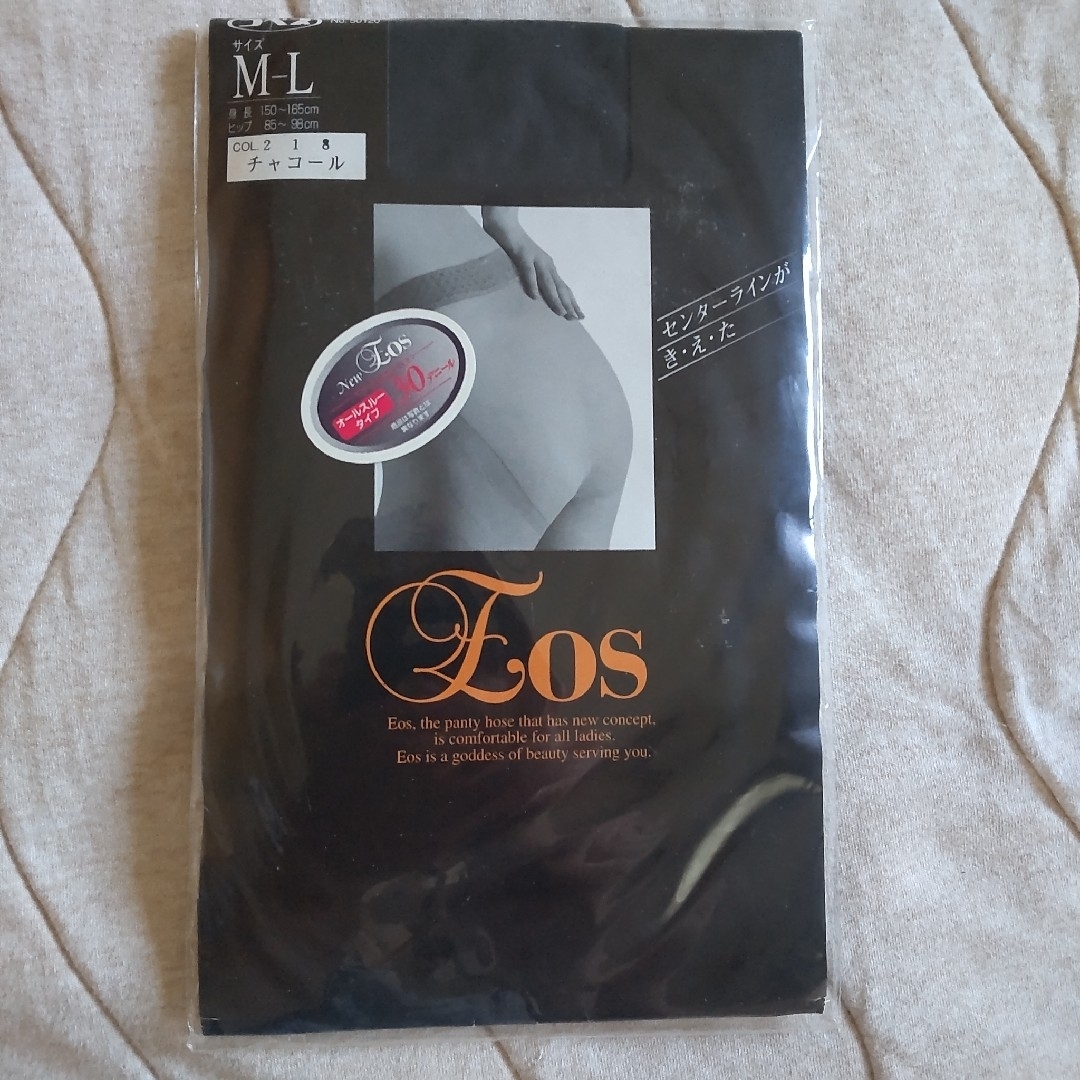 サイズ
M-L
身長 150〜165cm
ヒップ 85〜98cm
COL. 2 1 8
チャコール
センターラインが
き・え・た
New Eos
オールスルー
タイプ
デニール
Eos
Eos, the panty hose that has new concept,
is comfortable for all ladies.
Eos is a goddess of beauty serving you.